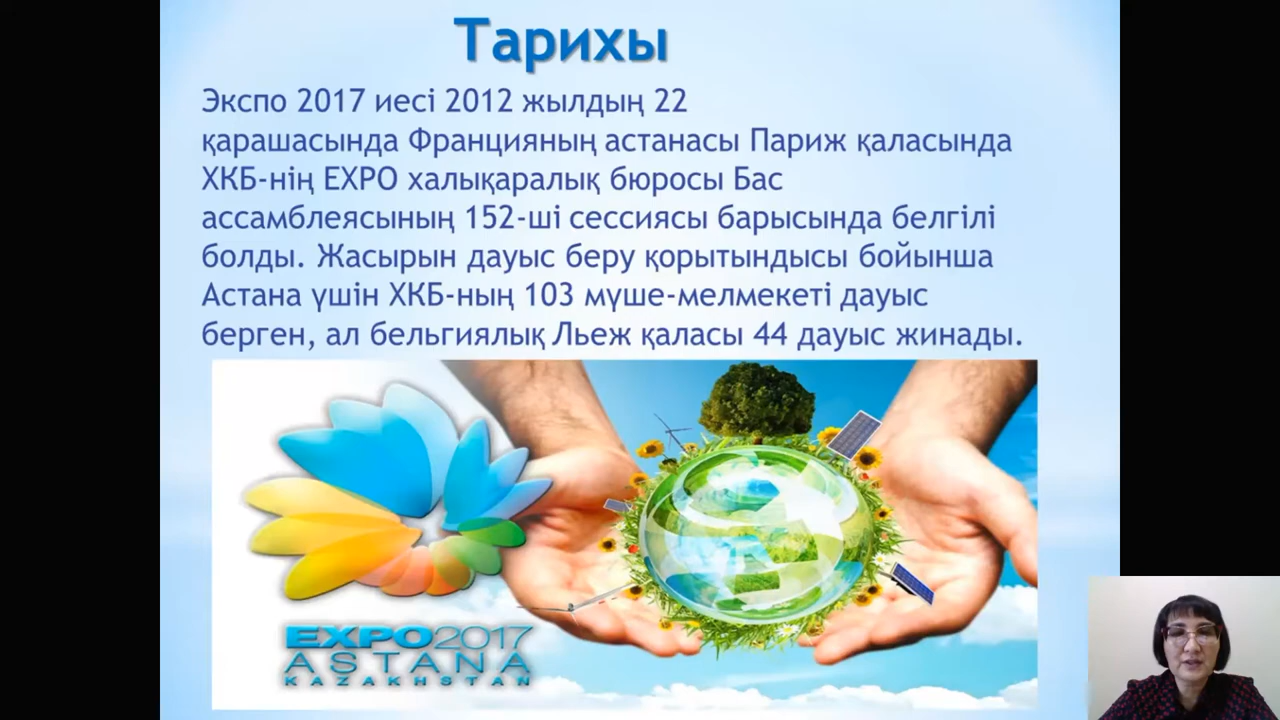 Тарихы
Экспо 2017 иесі 2012 жылдың 22
қарашасында Францияның астанасы Париж қаласында
ХКБ-нің EXPO халықаралық бюросы Бас
ассамблеясының 152-ші сессиясы барысында белгілі
болды. Жасырын дауыс беру қорытындысы бойынша
Астана үшін ХКБ-ның 103 мүше-мелмекеті дауыс
берген, ал бельгиялық Льеж қаласы 44 дауыс жинады.
EXPO2017
ASTANA
KAZAKHSTAN